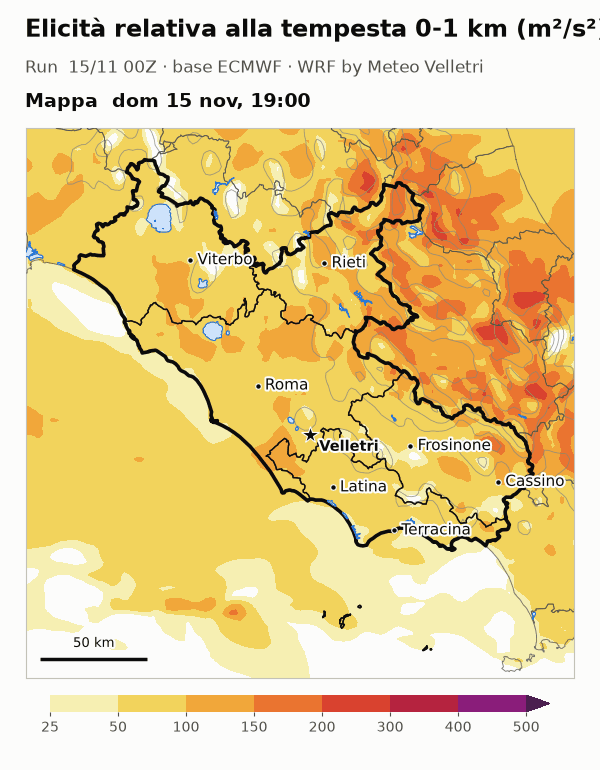 Elicità relativa alla tempesta 0-1 km (m²/s²)
Run  15/11 00Z · base ECMWF · WRF by Meteo Velletri
Mappa  dom 15 nov, 19:00
Viterbo
Rieti
Roma
Velletri
Frosinone
Cassino
Latina
Terracina
50 km
25 50 100 150 200 300 400 500